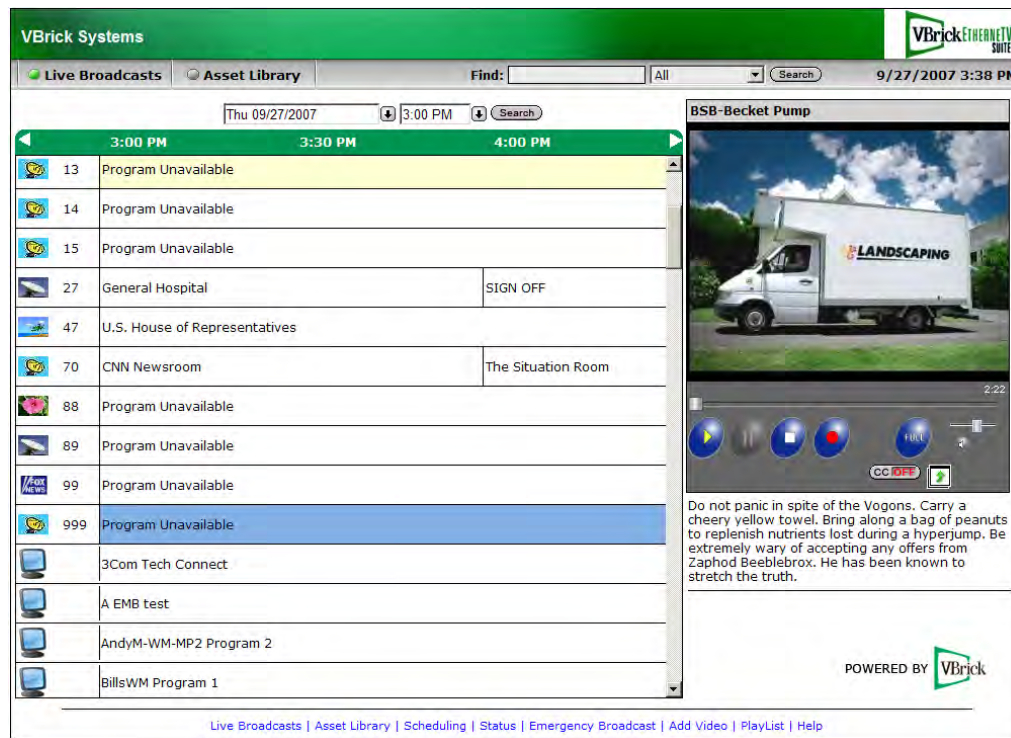 VBrick Systems
VBrick ETHERNETV
SUITE
Live Broadcasts
Asset Library
Find:
All
Search
9/27/2007 3:38 PM
Thu 09/27/2007
3:00 PM
Search
BSB-Becket Pump
3:00 PM
3:30 PM
4:00 PM
13 Program Unavailable
14 Program Unavailable
15 Program Unavailable
27 General Hospital SIGN OFF
47 U.S. House of Representatives
70 CNN Newsroom The Situation Room
88 Program Unavailable
89 Program Unavailable
FOX
NEWS
99 Program Unavailable
999 Program Unavailable
3Com Tech Connect
A EMB test
AndyM-WM-MP2 Program 2
BillsWM Program 1
LANDSCAPING
2:22
FULL
CC OFF
Do not panic in spite of the Vogons. Carry a
cheery yellow towel. Bring along a bag of peanuts
to replenish nutrients lost during a hyperjump. Be
extremely wary of accepting any offers from
Zaphod Beeblebrox. He has been known to
stretch the truth.
POWERED BY VBrick
Live Broadcasts | Asset Library | Scheduling | Status | Emergency Broadcast | Add Video | PlayList | Help